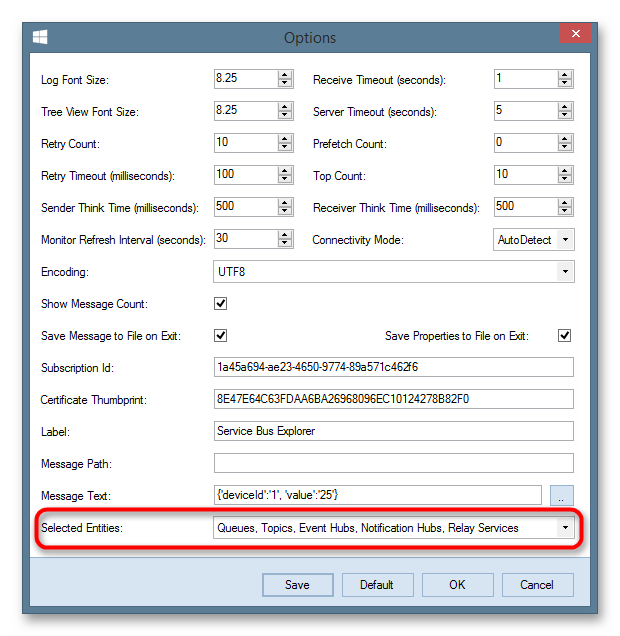 Options
Log Font Size: 8.25 Receive Timeout (seconds): 1
Tree View Font Size: 8.25 Server Timeout (seconds): 5
Retry Count: 10 Prefetch Count: 0
Retry Timeout (milliseconds): 100 Top Count: 10
Sender Think Time (milliseconds): 500 Receiver Think Time (milliseconds): 500
Monitor Refresh Interval (seconds): 30 Connectivity Mode: AutoDetect
Encoding: UTF8
Show Message Count:
Save Message to File on Exit: Save Properties to File on Exit:
Subscription Id: 1a45a694-ae23-4650-9774-89a571c462f6
Certificate Thumbprint: 8E47E64C63FDAA6BA26968096EC10124278B82F0
Label: Service Bus Explorer
Message Path:
Message Text: {'deviceId':'1', 'value':'25'} ..
Selected Entities: Queues, Topics, Event Hubs, Notification Hubs, Relay Services
Save Default OK Cancel